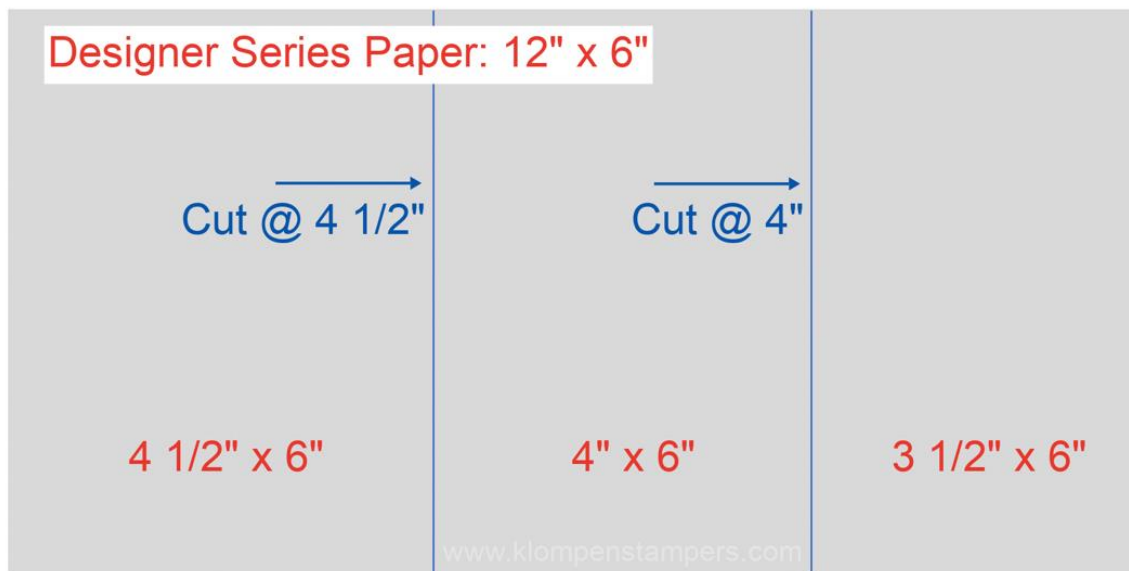 Designer Series Paper: 12" x 6"
Cut @ 4 1/2"
Cut @ 4"
4 1/2" x 6"
4" x 6"
3 1/2" x 6"
www.klompenstampers.com